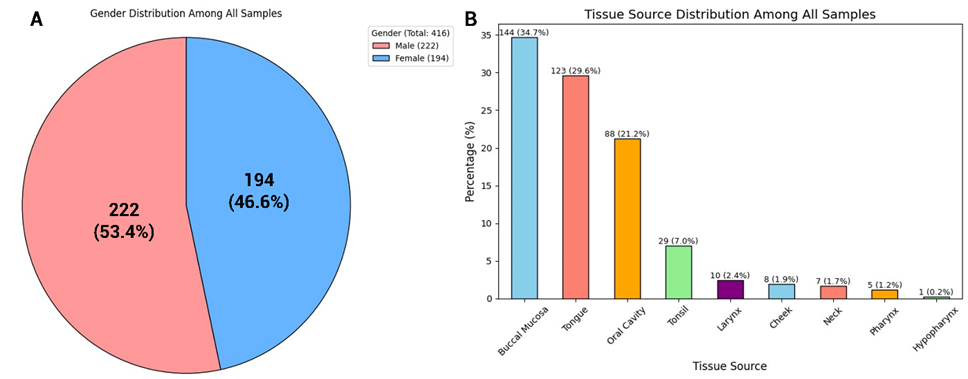 A
Gender Distribution Among All Samples
Gender (Total: 416)
Male (222)
Female (194)
194
(46.6%)
222
(53.4%)
B
Tissue Source Distribution Among All Samples
Percentage (%)
35
30
25
20
15
10
5
0
144 (34.7%)
123 (29.6%)
88 (21.2%)
29 (7.0%)
10 (2.4%)
8 (1.9%)
7 (1.7%)
5 (1.2%)
1 (0.2%)
Buccal Mucosa
Tongue
Oral Cavity
Tonsil
Larynx
Cheek
Neck
Pharynx
Hypopharynx
Tissue Source